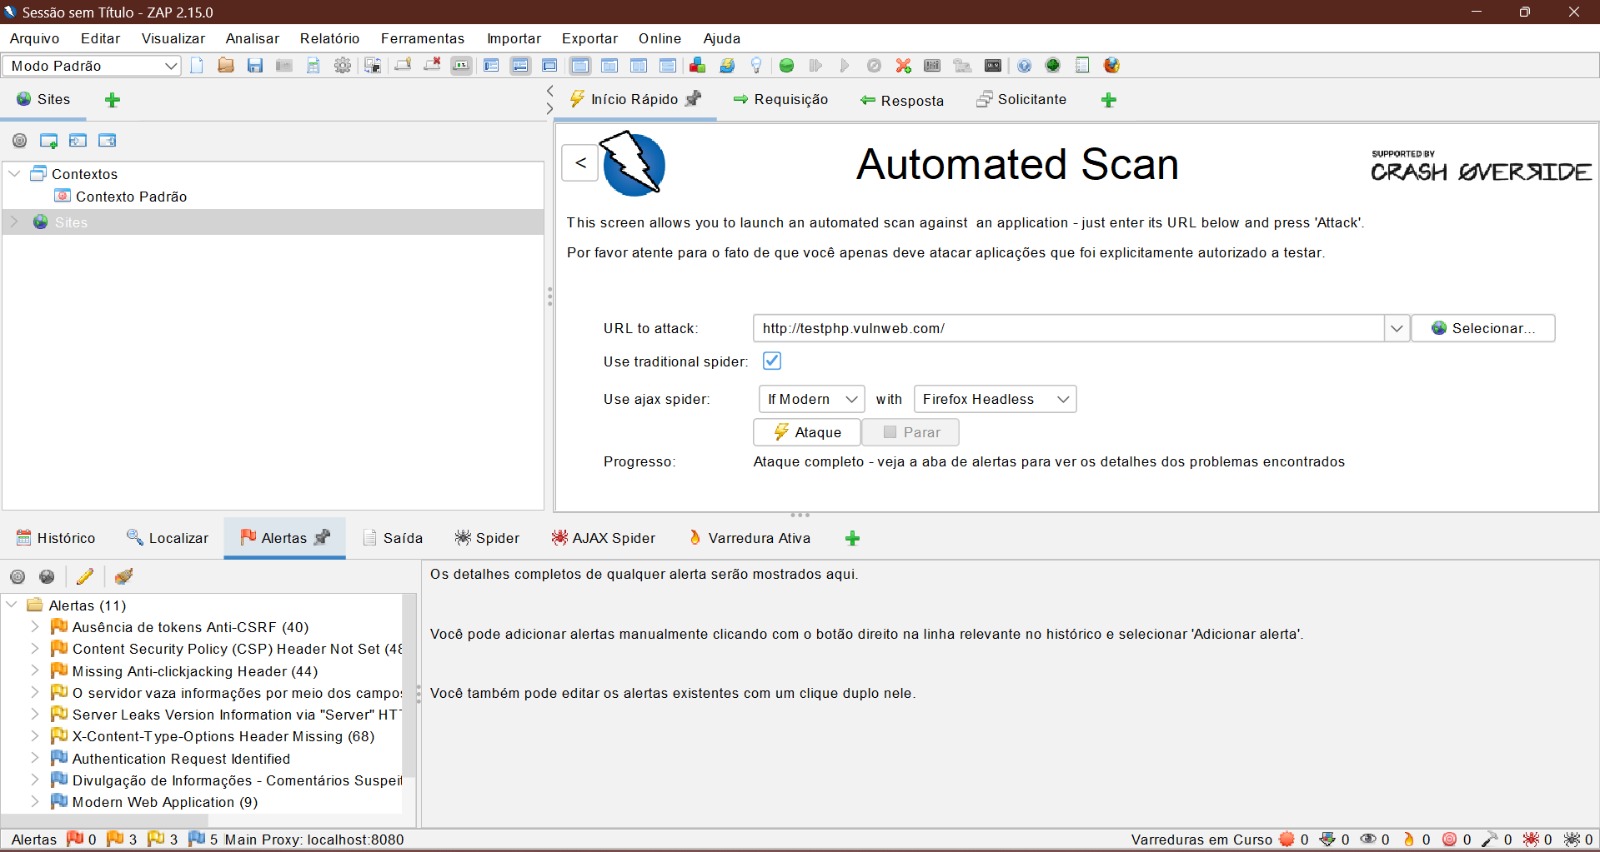 Sessão sem Título - ZAP 2.15.0
Arquivo Editar Visualizar Analisar Relatório Ferramentas Importar Exportar Online Ajuda
Modo Padrão
Sites
Início Rápido Requisição Resposta Solicitante
Contextos
Contexto Padrão
Sites
<
Automated Scan
SUPPORTED BY
CRASH OVERRIDE
This screen allows you to launch an automated scan against an application - just enter its URL below and press 'Attack'.
Por favor atente para o fato de que você apenas deve atacar aplicações que foi explicitamente autorizado a testar.
URL to attack: http://testphp.vulnweb.com/ Selecionar...
Use traditional spider:
Use ajax spider: If Modern with Firefox Headless
Ataque Parar
Progresso: Ataque completo - veja a aba de alertas para ver os detalhes dos problemas encontrados
Histórico Localizar Alertas Saída Spider AJAX Spider Varredura Ativa
Alertas (11)
Ausência de tokens Anti-CSRF (40)
Content Security Policy (CSP) Header Not Set (48
Missing Anti-clickjacking Header (44)
O servidor vaza informações por meio dos campos
Server Leaks Version Information via "Server" HT
X-Content-Type-Options Header Missing (68)
Authentication Request Identified
Divulgação de Informações - Comentários Suspeit
Modern Web Application (9)
Os detalhes completos de qualquer alerta serão mostrados aqui.
Você pode adicionar alertas manualmente clicando com o botão direito na linha relevante no histórico e selecionar 'Adicionar alerta'.
Você também pode editar os alertas existentes com um clique duplo nele.
Alertas 0 3 3 5 Main Proxy: localhost:8080
Varreduras em Curso 0 0 0 0 0 0 0 0